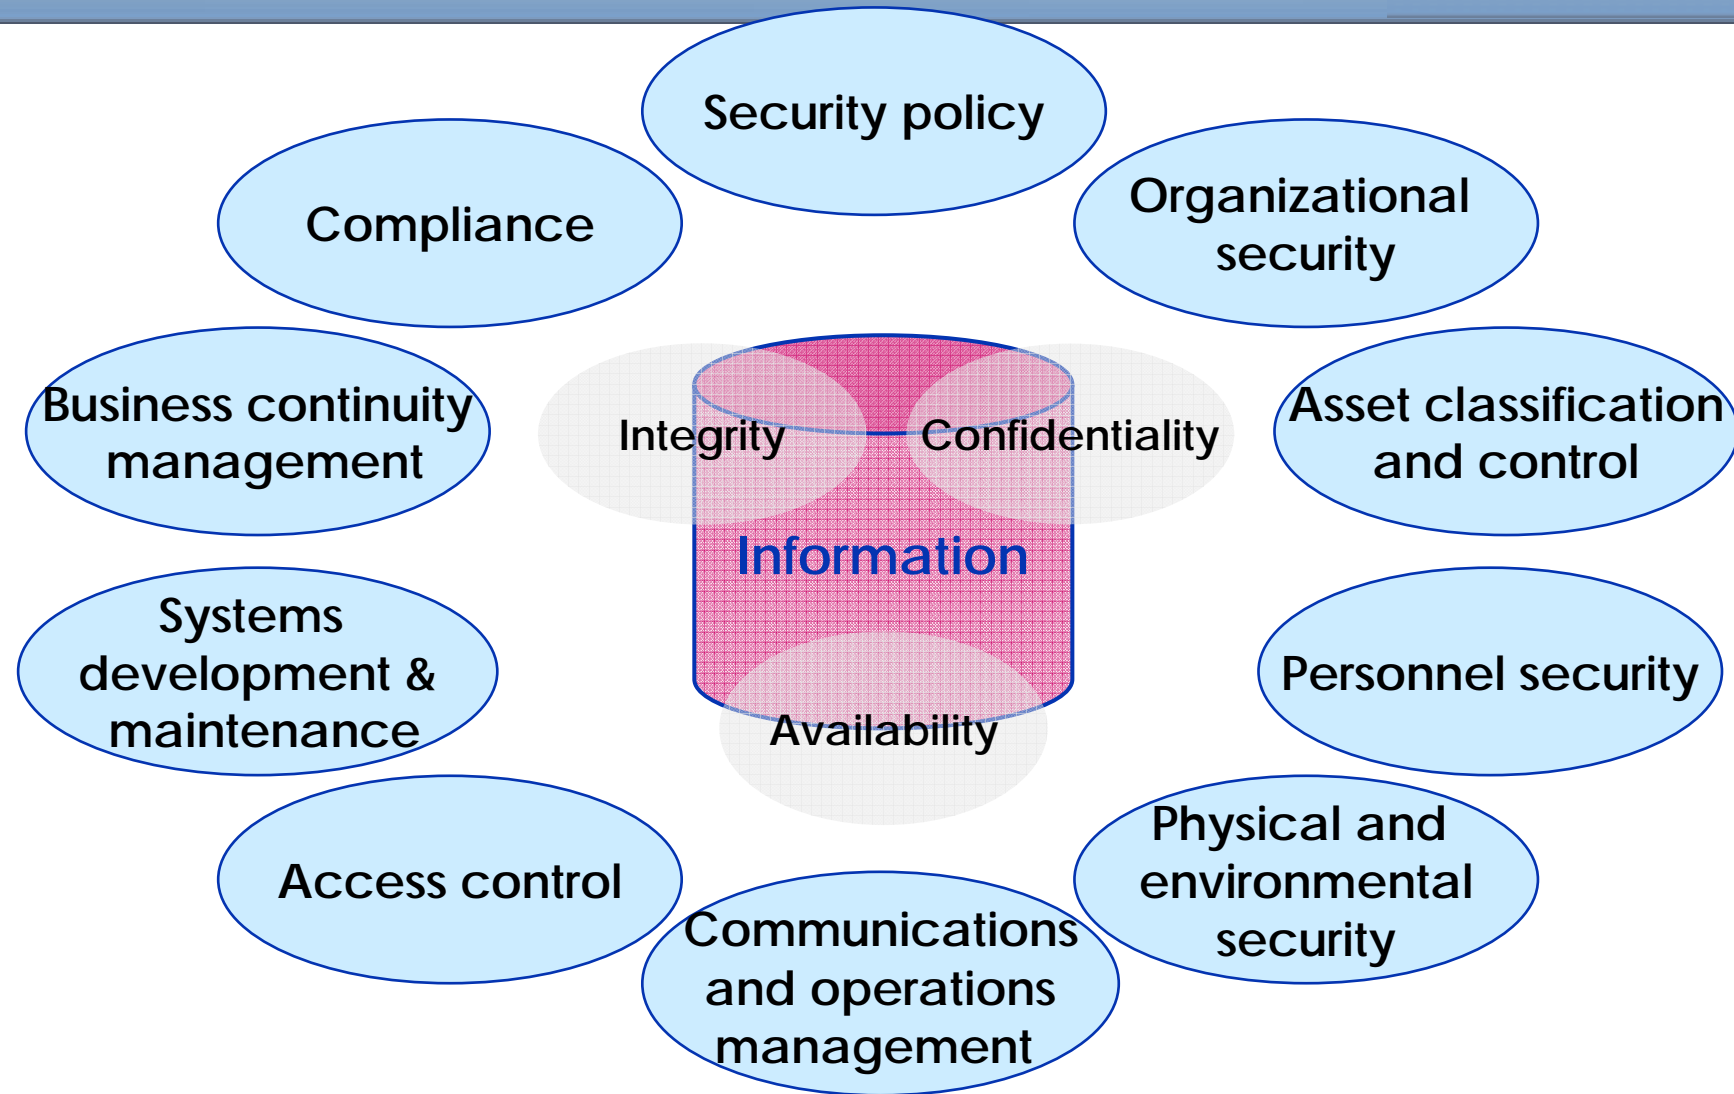 Security policy
Compliance
Organizational
security
Business continuity
management
Integrity
Confidentiality
Asset classification
and control
Information
Systems
development &
maintenance
Personnel security
Availability
Access control
Physical and
environmental
security
Communications
and operations
management